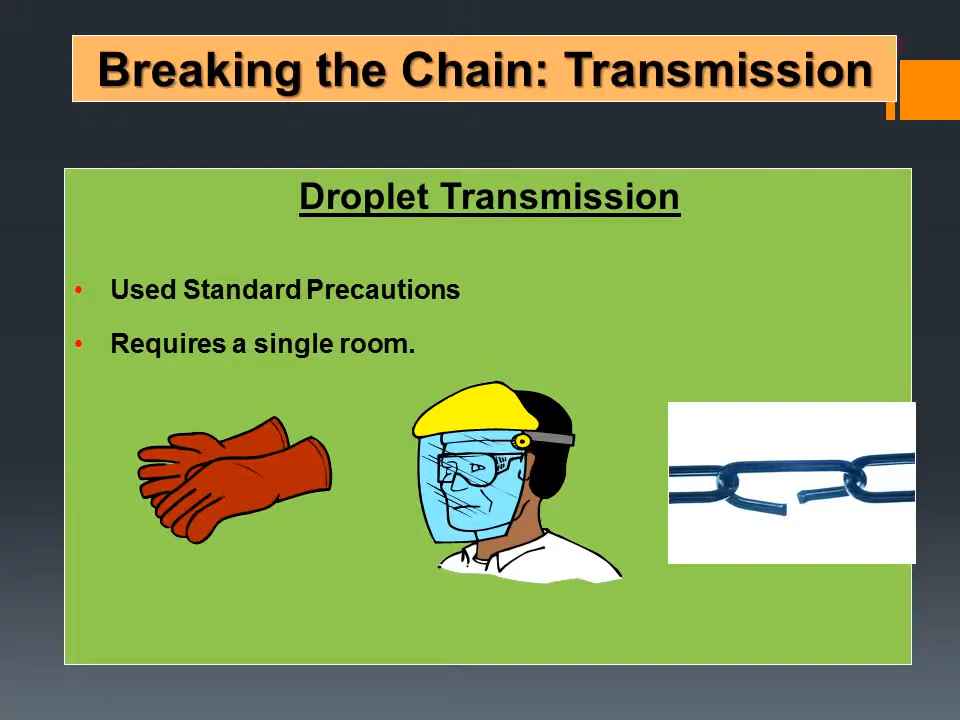 Breaking the Chain: Transmission
Droplet Transmission
• Used Standard Precautions
• Requires a single room.